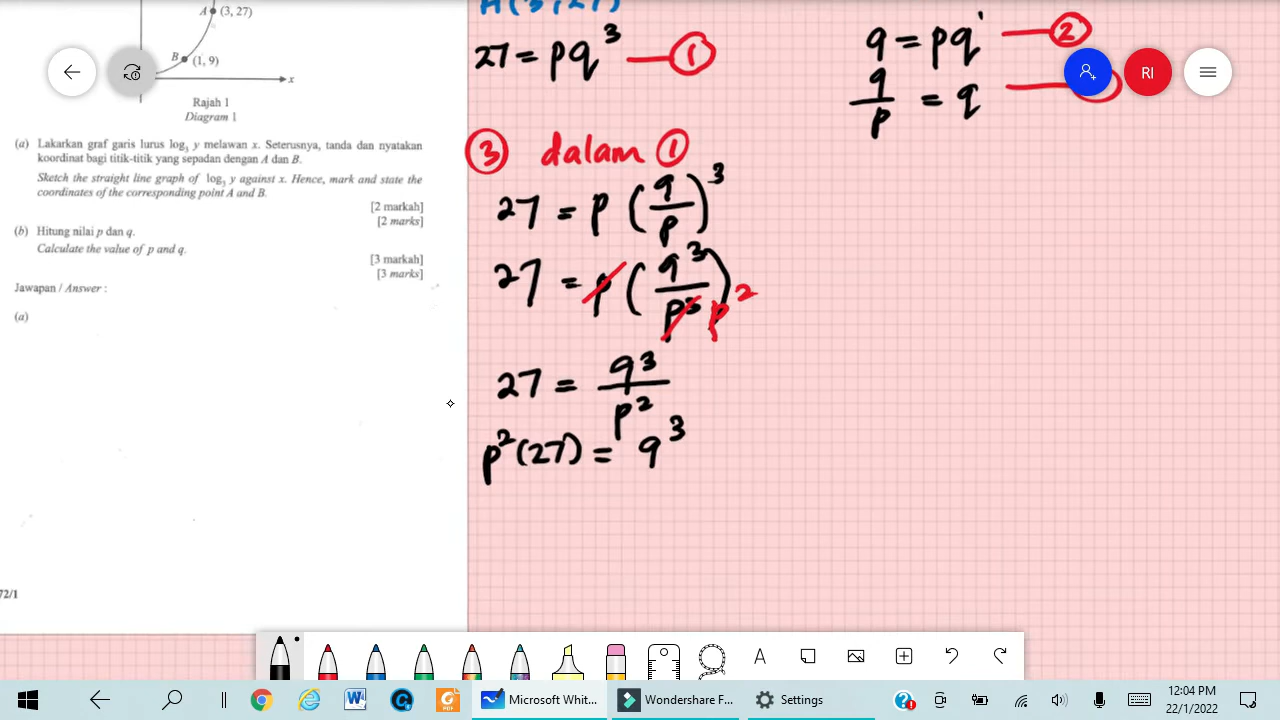 A (3, 27)
B (1, 9)
x
Rajah 1
Diagram 1
(a) Lakarkan graf garis lurus log₃ y melawan x. Seterusnya, tanda dan nyatakan
koordinat bagi titik-titik yang sepadan dengan A dan B.
Sketch the straight line graph of log₃ y against x. Hence, mark and state the
coordinates of the corresponding point A and B.
[2 markah]
[2 marks]
(b) Hitung nilai p dan q.
Calculate the value of p and q.
[3 markah]
[3 marks]
Jawapan / Answer :
(a)
72/1
A(3,27)
27 = pq³ — ①
③ dalam ①
27 = p (9/p)³
27 = p (9³/p³) p²
27 = 9³/p²
p²(27) = 9³
9 = pq¹ — ②
9/p = q
RI
A
Microsoft Whit...
Wondershare F...
Settings
12:14 PM
22/1/2022